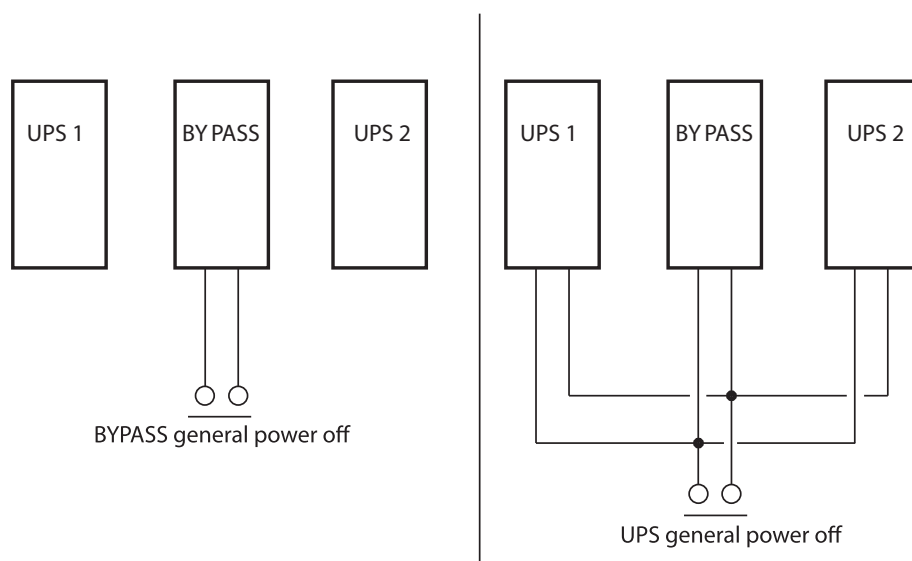 UPS 1
BY PASS
UPS 2
BYPASS general power off
UPS 1
BY PASS
UPS 2
UPS general power off